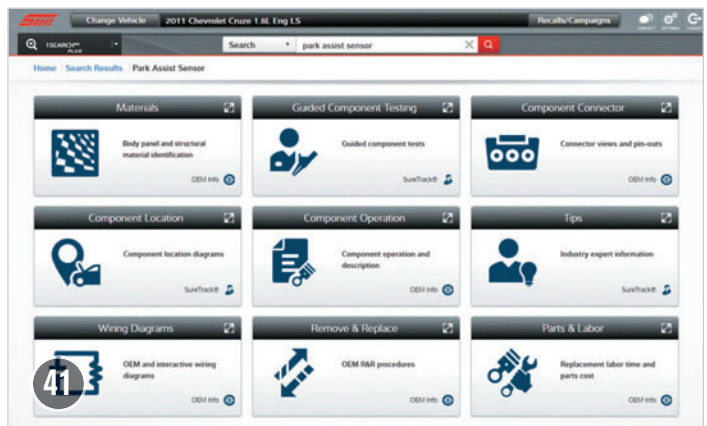 Sun
Change Vehicle 2011 Chevrolet Cruze 1.8L Eng LS Recalls/Campaigns
1SEARCH™ PLUS Search park assist sensor
Home Search Results Park Assist Sensor
Materials
Body panel and structural
material identification
OEM Info
Guided Component Testing
Guided component tests
SureTrack®
Component Connector
Connector views and pin-outs
OEM Info
Component Location
Component location diagrams
SureTrack®
Component Operation
Component operation and
description
OEM Info
Tips
Industry expert information
SureTrack®
Wiring Diagrams
OEM and interactive wiring
diagrams
OEM Info
Remove & Replace
OEM R&R procedures
OEM Info
Parts & Labor
Replacement labor time and
parts cost
OEM Info
41